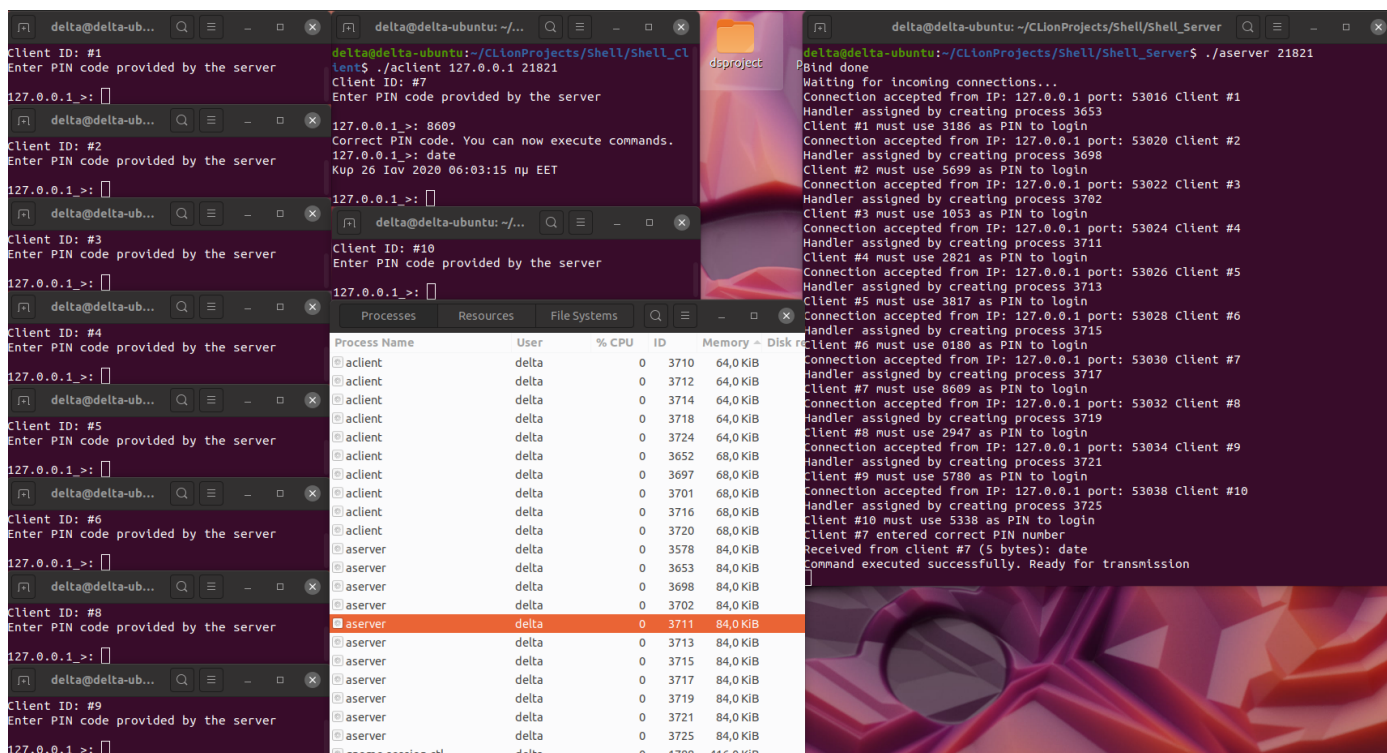 delta@delta-ub...
Client ID: #1
Enter PIN code provided by the server
127.0.0.1_>:
delta@delta-ub...
Client ID: #2
Enter PIN code provided by the server
127.0.0.1_>:
delta@delta-ub...
Client ID: #3
Enter PIN code provided by the server
127.0.0.1_>:
delta@delta-ub...
Client ID: #4
Enter PIN code provided by the server
127.0.0.1_>:
delta@delta-ub...
Client ID: #5
Enter PIN code provided by the server
127.0.0.1_>:
delta@delta-ub...
Client ID: #6
Enter PIN code provided by the server
127.0.0.1_>:
delta@delta-ub...
Client ID: #8
Enter PIN code provided by the server
127.0.0.1_>:
delta@delta-ub...
Client ID: #9
Enter PIN code provided by the server
127.0.0.1_>:
delta@delta-ubuntu: ~/...
delta@delta-ubuntu:~/CLionProjects/Shell/Shell_Cl
ient$ ./aclient 127.0.0.1 21821
Client ID: #7
Enter PIN code provided by the server
127.0.0.1_>: 8609
Correct PIN code. You can now execute commands.
127.0.0.1_>: date
Κυρ 26 Ιαν 2020 06:03:15 πμ EET
127.0.0.1_>:
delta@delta-ubuntu: ~/...
Client ID: #10
Enter PIN code provided by the server
127.0.0.1_>:
Processes Resources File Systems
Process Name User % CPU ID Memory Disk re
aclient delta 0 3710 64,0 KiB
aclient delta 0 3712 64,0 KiB
aclient delta 0 3714 64,0 KiB
aclient delta 0 3718 64,0 KiB
aclient delta 0 3724 64,0 KiB
aclient delta 0 3652 68,0 KiB
aclient delta 0 3697 68,0 KiB
aclient delta 0 3701 68,0 KiB
aclient delta 0 3716 68,0 KiB
aclient delta 0 3720 68,0 KiB
aserver delta 0 3578 84,0 KiB
aserver delta 0 3653 84,0 KiB
aserver delta 0 3698 84,0 KiB
aserver delta 0 3702 84,0 KiB
aserver delta 0 3711 84,0 KiB
aserver delta 0 3713 84,0 KiB
aserver delta 0 3715 84,0 KiB
aserver delta 0 3717 84,0 KiB
aserver delta 0 3719 84,0 KiB
aserver delta 0 3721 84,0 KiB
aserver delta 0 3725 84,0 KiB
dsproject
delta@delta-ubuntu: ~/CLionProjects/Shell/Shell_Server
delta@delta-ubuntu:~/CLionProjects/Shell/Shell_Server$ ./aserver 21821
Bind done
Waiting for incoming connections...
Connection accepted from IP: 127.0.0.1 port: 53016 Client #1
Handler assigned by creating process 3653
Client #1 must use 3186 as PIN to login
Connection accepted from IP: 127.0.0.1 port: 53020 Client #2
Handler assigned by creating process 3698
Client #2 must use 5699 as PIN to login
Connection accepted from IP: 127.0.0.1 port: 53022 Client #3
Handler assigned by creating process 3702
Client #3 must use 1053 as PIN to login
Connection accepted from IP: 127.0.0.1 port: 53024 Client #4
Handler assigned by creating process 3711
Client #4 must use 2821 as PIN to login
Connection accepted from IP: 127.0.0.1 port: 53026 Client #5
Handler assigned by creating process 3713
Client #5 must use 3817 as PIN to login
Connection accepted from IP: 127.0.0.1 port: 53028 Client #6
Handler assigned by creating process 3715
Client #6 must use 0180 as PIN to login
Connection accepted from IP: 127.0.0.1 port: 53030 Client #7
Handler assigned by creating process 3717
Client #7 must use 8609 as PIN to login
Connection accepted from IP: 127.0.0.1 port: 53032 Client #8
Handler assigned by creating process 3719
Client #8 must use 2947 as PIN to login
Connection accepted from IP: 127.0.0.1 port: 53034 Client #9
Handler assigned by creating process 3721
Client #9 must use 5780 as PIN to login
Connection accepted from IP: 127.0.0.1 port: 53038 Client #10
Handler assigned by creating process 3725
Client #10 must use 5338 as PIN to login
Client #7 entered correct PIN number
Received from client #7 (5 bytes): date
Command executed successfully. Ready for transmission